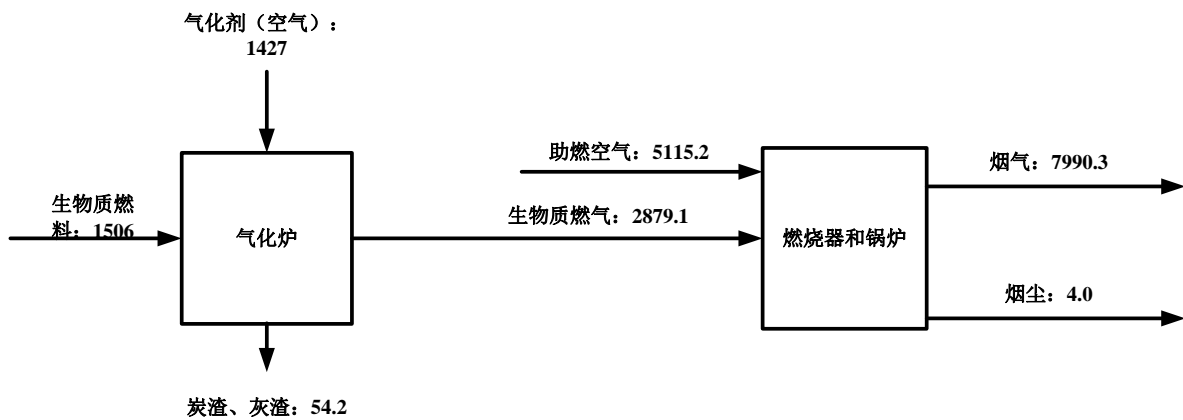 气化剂（空气）：
1427
助燃空气：5115.2
烟气：7990.3
生物质燃
料：1506
气化炉
生物质燃气：2879.1
燃烧器和锅炉
烟尘：4.0
炭渣、灰渣：54.2